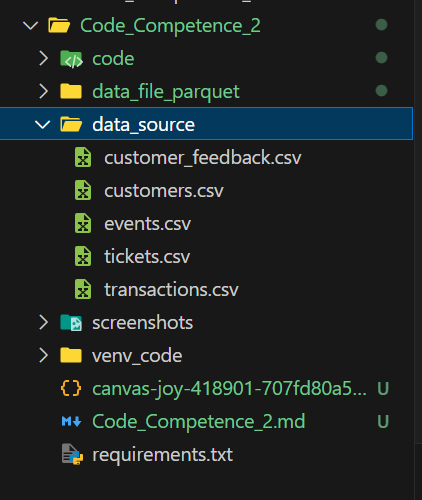 Code_Competence_2
code
data_file_parquet
data_source
customer_feedback.csv
customers.csv
events.csv
tickets.csv
transactions.csv
screenshots
venv_code
canvas-joy-418901-707fd80a5... U
Code_Competence_2.md U
requirements.txt